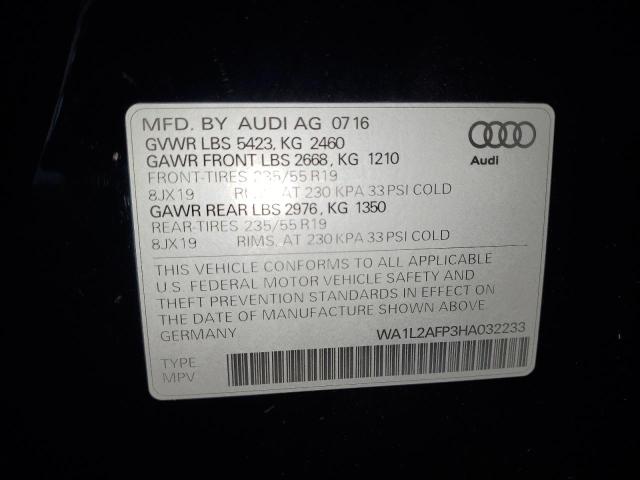 MFD. BY AUDI AG 0716
GVWR LBS 5423, KG 2460
GAWR FRONT LBS 2668, KG 1210
FRONT-TIRES 235/55 R19
8JX19 RIMS, AT 230 KPA 33 PSI COLD
GAWR REAR LBS 2976, KG 1350
REAR-TIRES 235/55 R19
8JX19 RIMS, AT 230 KPA 33 PSI COLD
Audi
THIS VEHICLE CONFORMS TO ALL APPLICABLE
U.S. FEDERAL MOTOR VEHICLE SAFETY AND
THEFT PREVENTION STANDARDS IN EFFECT ON
THE DATE OF MANUFACTURE SHOWN ABOVE
GERMANY
WA1L2AFP3HA032233
TYPE
MPV